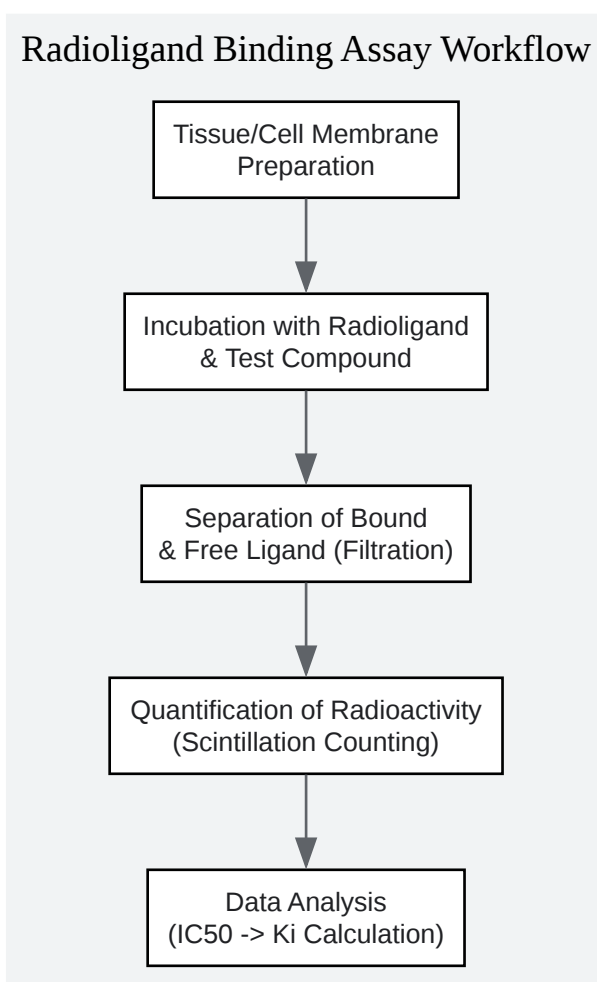 Radioligand Binding Assay Workflow
Tissue/Cell Membrane
Preparation
Incubation with Radioligand
& Test Compound
Separation of Bound
& Free Ligand (Filtration)
Quantification of Radioactivity
(Scintillation Counting)
Data Analysis
(IC50 -> Ki Calculation)